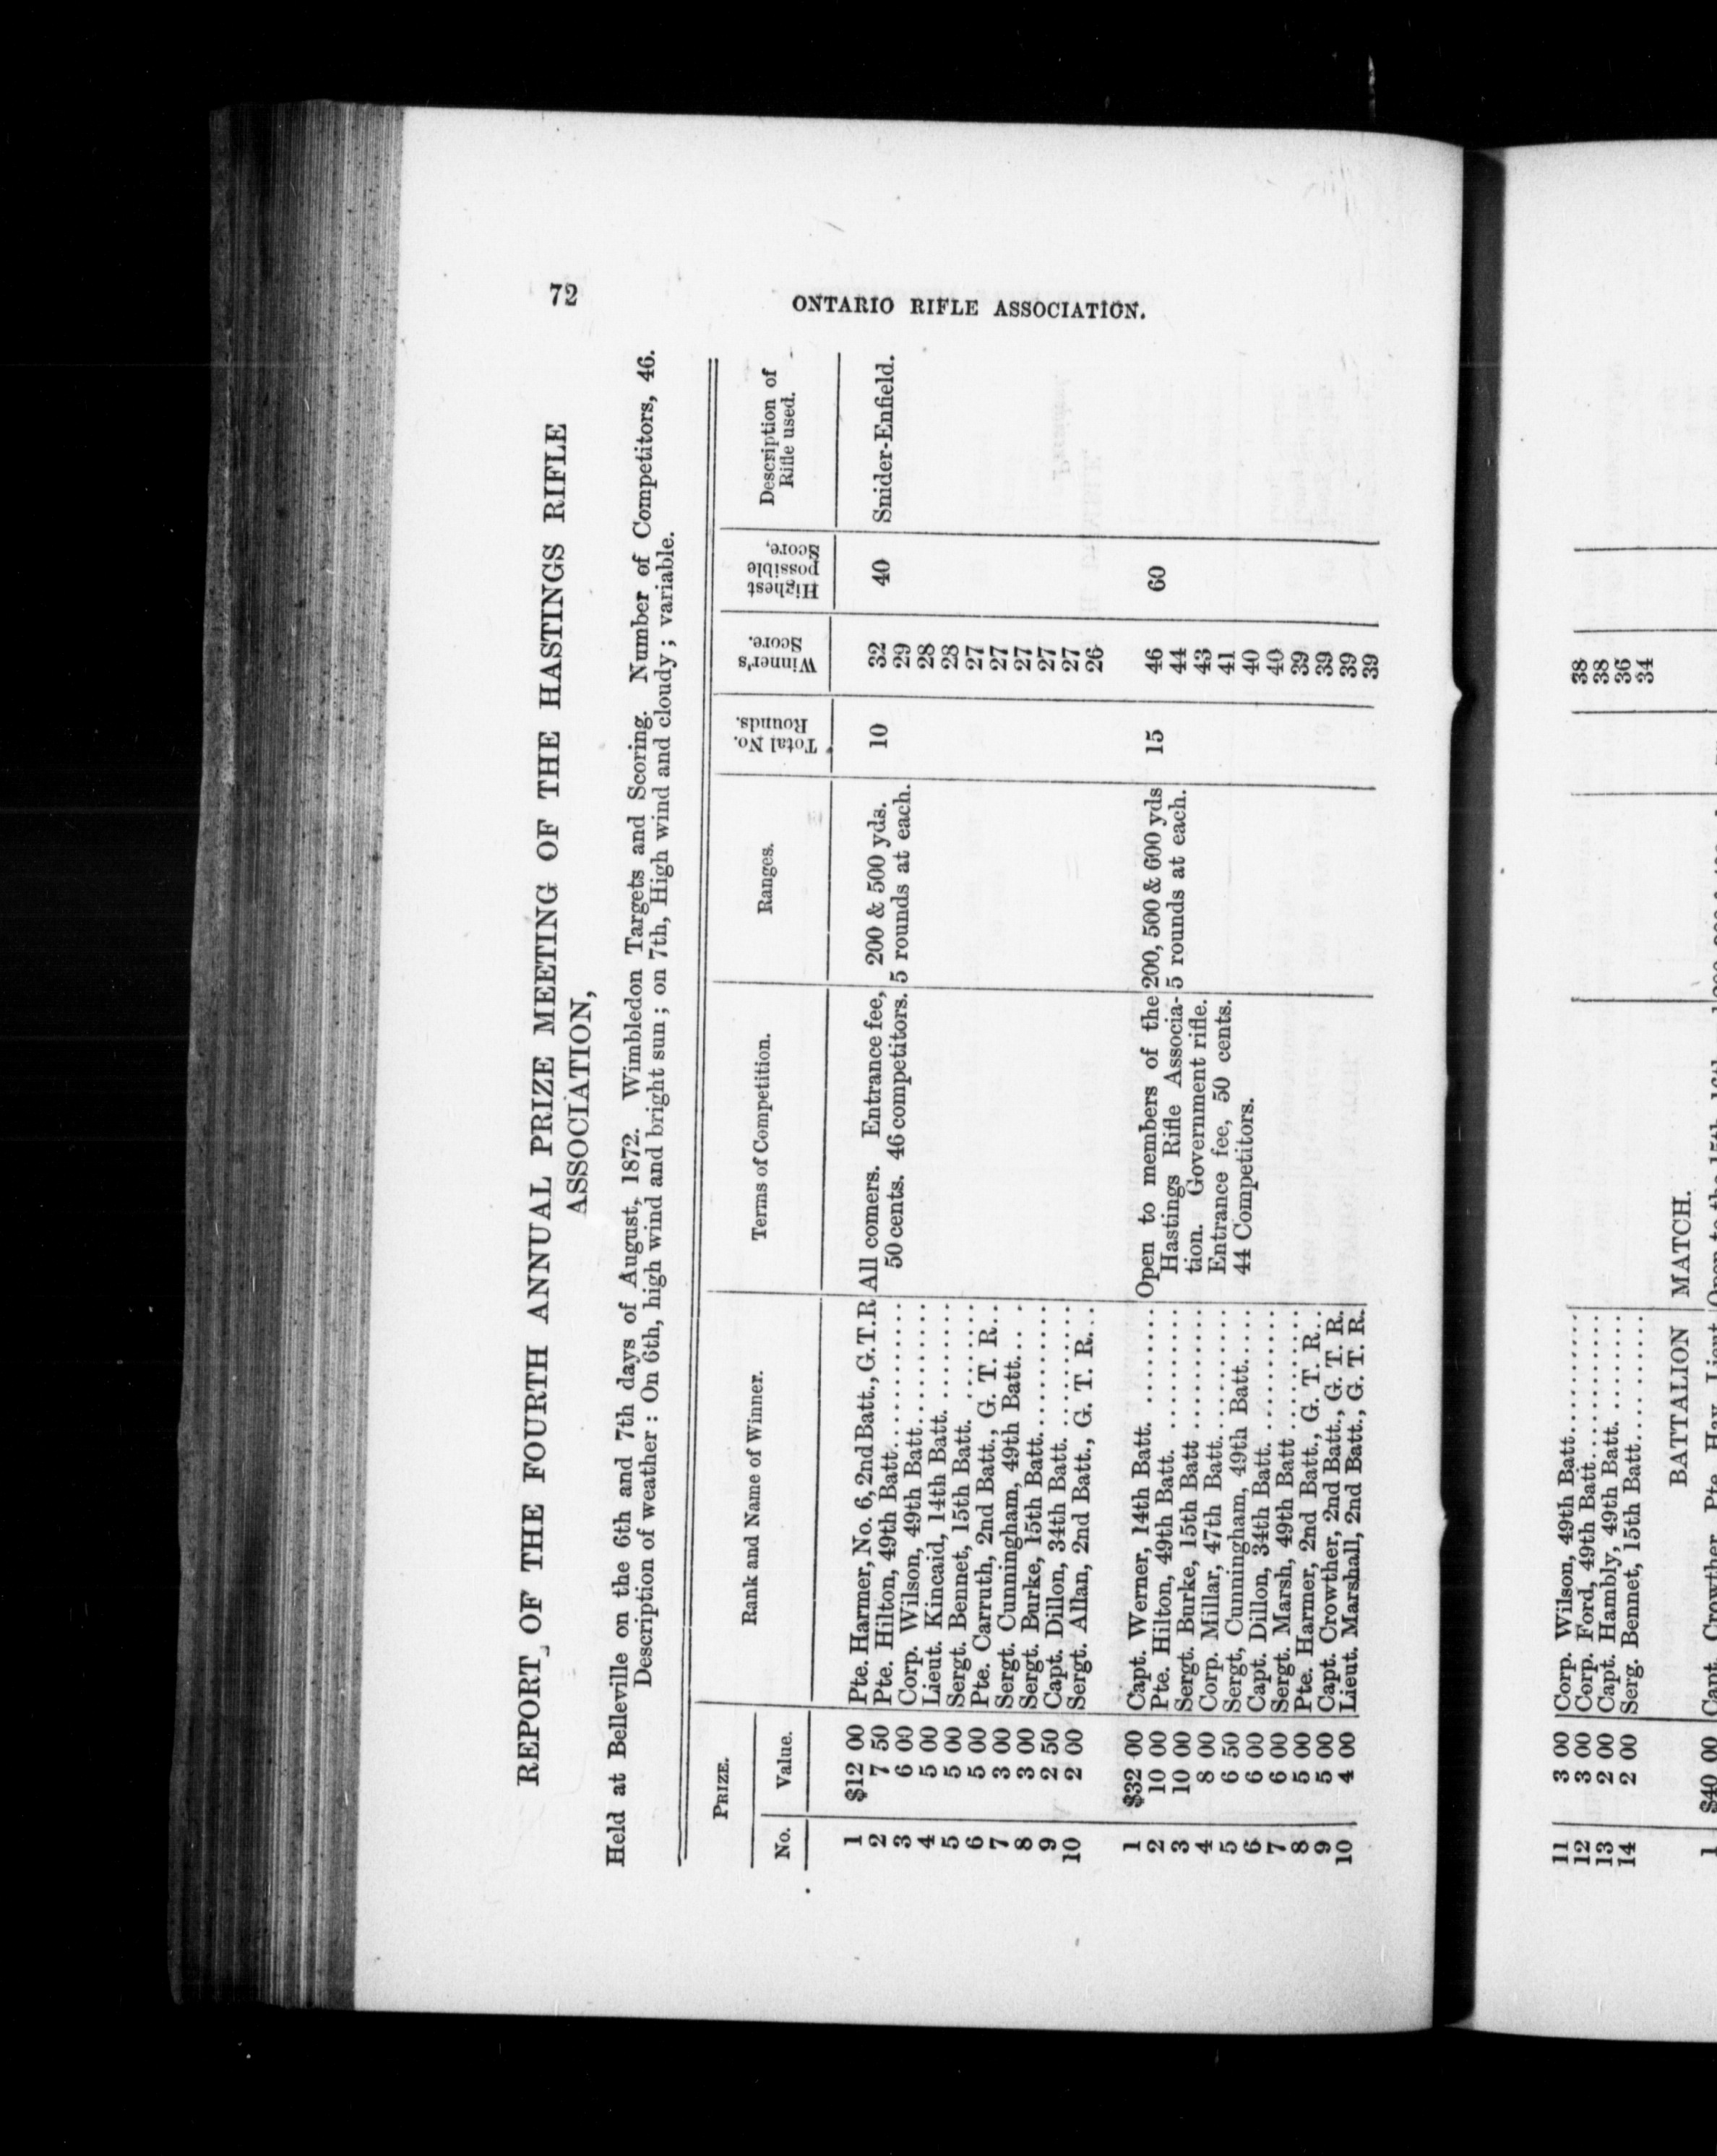 72
ONTARIO RIFLE ASSOCIATION.
REPORT OF THE FOURTH ANNUAL PRIZE MEETING OF THE HASTINGS RIFLE
ASSOCIATION,
Held at Belleville on the 6th and 7th days of August, 1872. Wimbledon Targets and Scoring. Number of Competitors, 46.
Description of weather : On 6th, high wind and bright sun ; on 7th, High wind and cloudy ; variable.
PRIZE.
No. Value. Rank and Name of Winner. Terms of Competition. Ranges. Total No. Rounds. Winner's Score. Highest possible Score. Description of Rifle used.
1 $12 00 Pte. Harmer, No. 6, 2nd Batt., G.T.R All comers. Entrance fee, 200 & 500 yds. 10 32 40 Snider-Enfield.
2 7 50 Pte. Hilton, 49th Batt. 50 cents. 46 competitors. 5 rounds at each. 29
3 6 00 Corp. Wilson, 49th Batt 28
4 5 00 Lieut. Kincaid, 14th Batt. 28
5 5 00 Sergt. Bennet, 15th Batt. 27
6 5 00 Pte. Carruth, 2nd Batt., G. T. R. 27
7 3 00 Sergt. Cunningham, 49th Batt. 27
8 3 00 Sergt. Burke, 15th Batt. 27
9 2 50 Capt. Dillon, 34th Batt. 27
10 2 00 Sergt. Allan, 2nd Batt., G. T. R. 26
1 $32 00 Capt. Werner, 14th Batt. Open to members of the 200, 500 & 600 yds 15 46 60
2 10 00 Pte. Hilton, 49th Batt. Hastings Rifle Associa- 5 rounds at each. 44
3 10 00 Sergt. Burke, 15th Batt tion. Government rifle. 43
4 8 00 Corp. Millar, 47th Batt. Entrance fee, 50 cents. 41
5 6 50 Sergt, Cunningham, 49th Batt. 44 Competitors. 40
6 6 00 Capt. Dillon, 34th Batt. 40
7 6 00 Sergt. Marsh, 49th Batt 39
8 5 00 Pte. Harmer, 2nd Batt., G. T. R. 39
9 5 00 Capt. Crowther, 2nd Batt., G. T. R. 39
10 4 00 Lieut. Marshall, 2nd Batt., G. T. R. 39
11 3 00 Corp. Wilson, 49th Batt. 38
12 3 00 Corp. Ford, 49th Batt. 38
13 2 00 Capt. Hambly, 49th Batt. 36
14 2 00 Serg. Bennet, 15th Batt. 34
BATTALION MATCH.
1 $40 00 Capt. Crowther, Pte. Hay, Lieut Open to the 15th, 16th